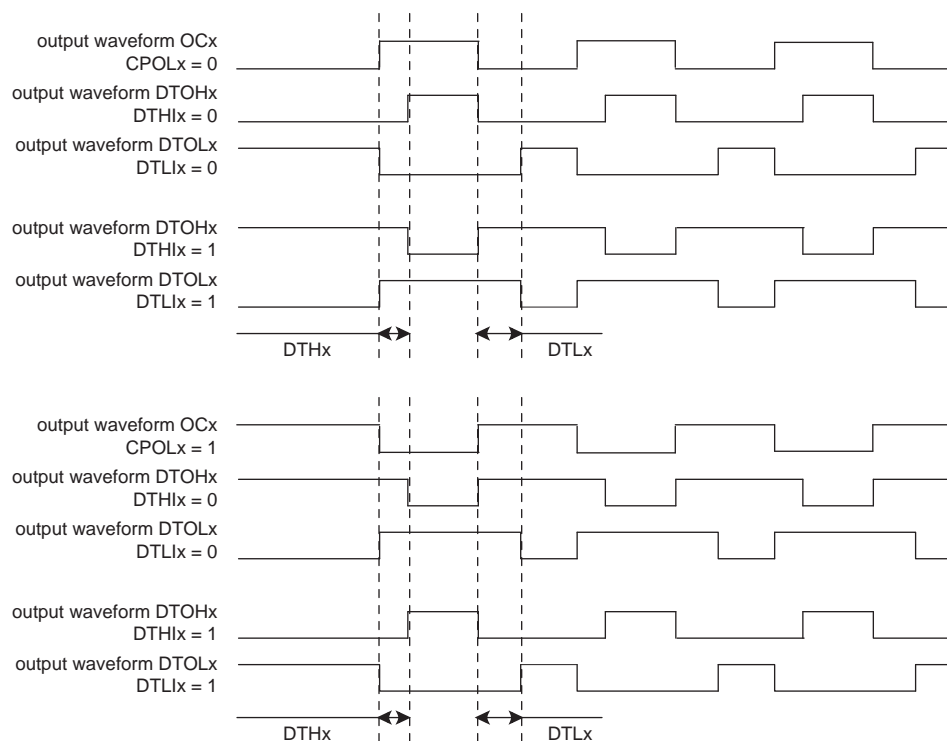 output waveform OCx
CPOLx = 0
output waveform DTOHx
DTHIx = 0
output waveform DTOLx
DTLIx = 0
output waveform DTOHx
DTHIx = 1
output waveform DTOLx
DTLIx = 1
DTHx
DTLx
output waveform OCx
CPOLx = 1
output waveform DTOHx
DTHIx = 0
output waveform DTOLx
DTLIx = 0
output waveform DTOHx
DTHIx = 1
output waveform DTOLx
DTLIx = 1
DTHx
DTLx